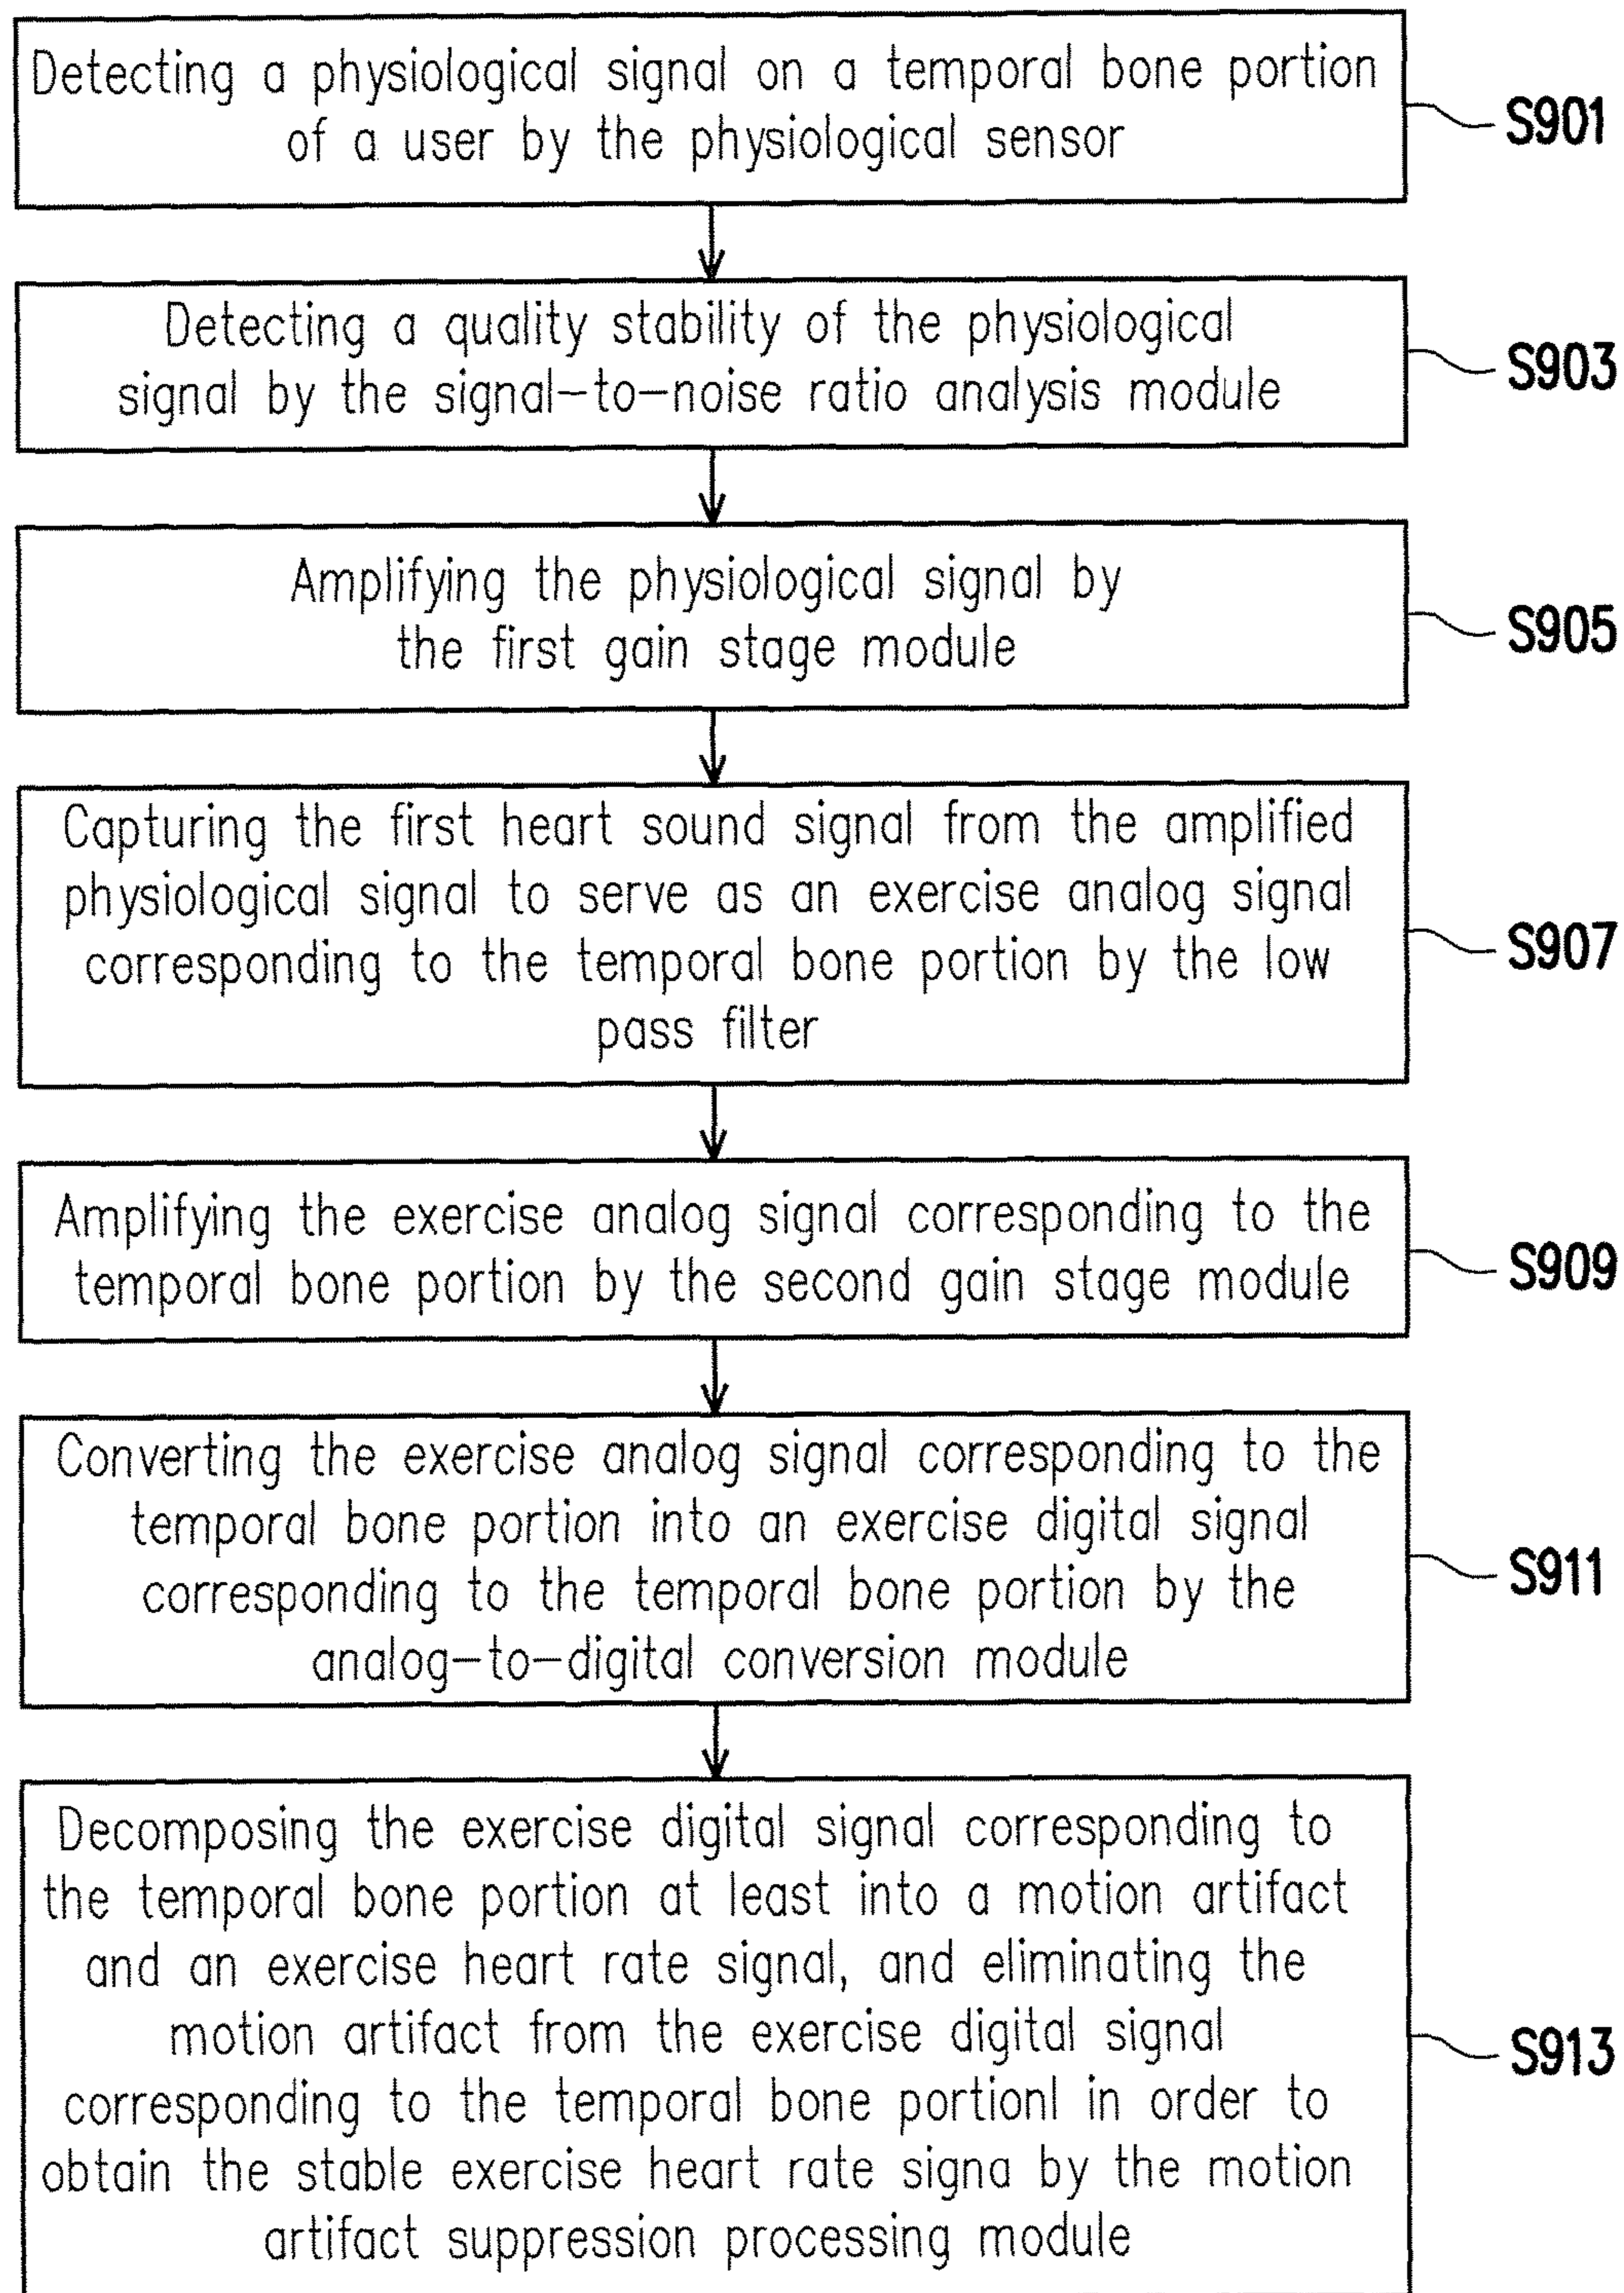 Detecting a physiological signal on a temporal bone portion
of a user by the physiological sensor
S901
Detecting a quality stability of the physiological
signal by the signal-to-noise ratio analysis module
S903
Amplifying the physiological signal by
the first gain stage module
S905
Capturing the first heart sound signal from the amplified
physiological signal to serve as an exercise analog signal
corresponding to the temporal bone portion by the low
pass filter
S907
Amplifying the exercise analog signal corresponding to the
temporal bone portion by the second gain stage module
S909
Converting the exercise analog signal corresponding to the
temporal bone portion into an exercise digital signal
corresponding to the temporal bone portion by the
analog-to-digital conversion module
S911
Decomposing the exercise digital signal corresponding to
the temporal bone portion at least into a motion artifact
and an exercise heart rate signal, and eliminating the
motion artifact from the exercise digital signal
corresponding to the temporal bone portionl in order to
obtain the stable exercise heart rate signa by the motion
artifact suppression processing module
S913